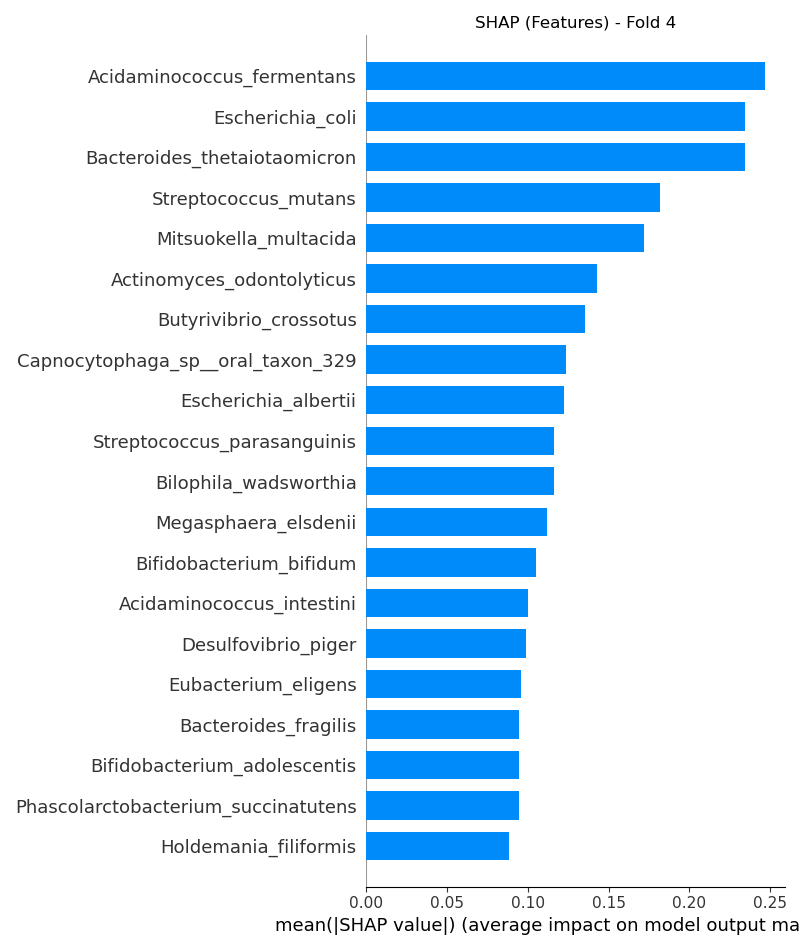 SHAP (Features) - Fold 4
Acidaminococcus_fermentans
Escherichia_coli
Bacteroides_thetaiotaomicron
Streptococcus_mutans
Mitsuokella_multacida
Actinomyces_odontolyticus
Butyrivibrio_crossotus
Capnocytophaga_sp__oral_taxon_329
Escherichia_albertii
Streptococcus_parasanguinis
Bilophila_wadsworthia
Megasphaera_elsdenii
Bifidobacterium_bifidum
Acidaminococcus_intestini
Desulfovibrio_piger
Eubacterium_eligens
Bacteroides_fragilis
Bifidobacterium_adolescentis
Phascolarctobacterium_succinatutens
Holdemania_filiformis
0.00 0.05 0.10 0.15 0.20 0.25
mean(|SHAP value|) (average impact on model output ma